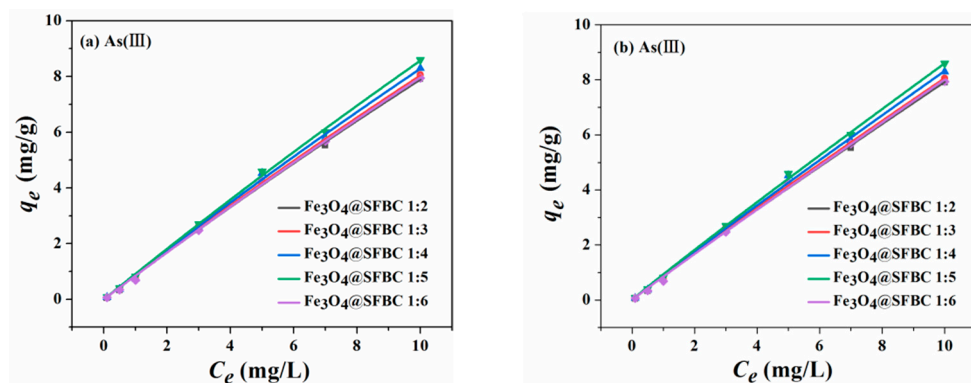 (a) As(Ⅲ)
10
8
6
4
2
0
qe (mg/g)
Fe3O4@SFBC 1:2
Fe3O4@SFBC 1:3
Fe3O4@SFBC 1:4
Fe3O4@SFBC 1:5
Fe3O4@SFBC 1:6
0 2 4 6 8 10
Ce (mg/L)
(b) As(Ⅲ)
10
8
6
4
2
0
qe (mg/g)
Fe3O4@SFBC 1:2
Fe3O4@SFBC 1:3
Fe3O4@SFBC 1:4
Fe3O4@SFBC 1:5
Fe3O4@SFBC 1:6
0 2 4 6 8 10
Ce (mg/L)